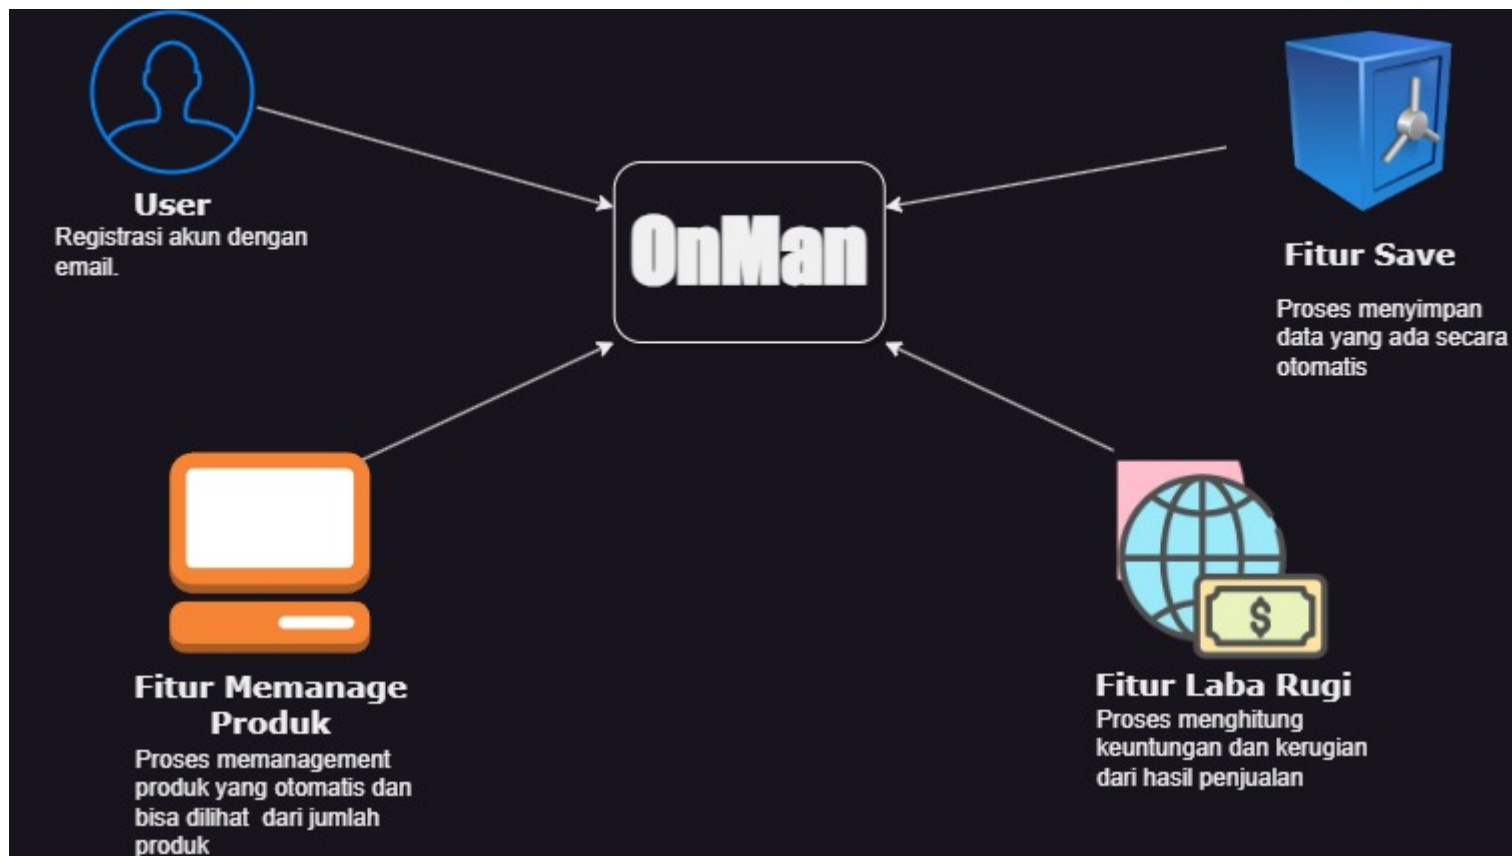 User
Registrasi akun dengan
email.
OnMan
Fitur Save
Proses menyimpan
data yang ada secara
otomatis
Fitur Memanage
Produk
Proses memanagement
produk yang otomatis dan
bisa dilihat dari jumlah
produk
$
Fitur Laba Rugi
Proses menghitung
keuntungan dan kerugian
dari hasil penjualan